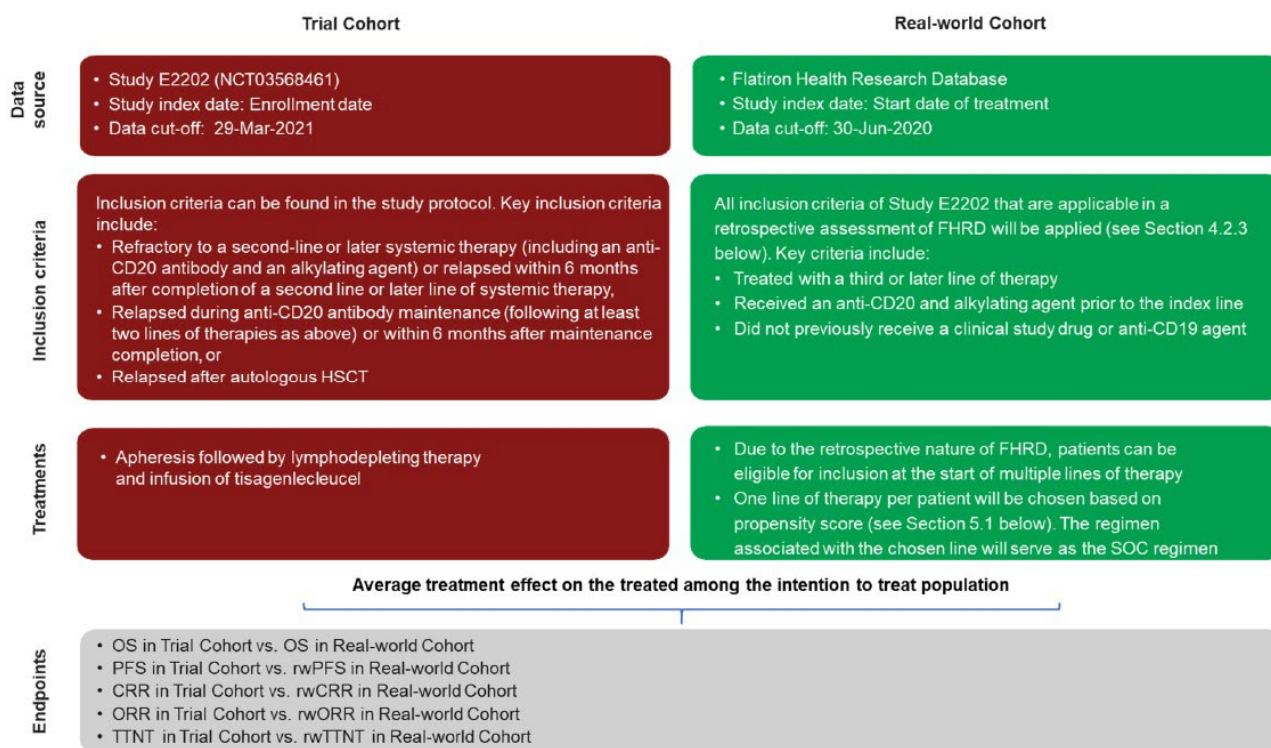 Trial Cohort
Real-world Cohort
Data
source
• Study E2202 (NCT03568461)
• Study index date: Enrollment date
• Data cut-off: 29-Mar-2021
• Flatiron Health Research Database
• Study index date: Start date of treatment
• Data cut-off: 30-Jun-2020
Inclusion criteria
Inclusion criteria can be found in the study protocol. Key inclusion criteria
include:
• Refractory to a second-line or later systemic therapy (including an anti-
CD20 antibody and an alkylating agent) or relapsed within 6 months
after completion of a second line or later line of systemic therapy,
• Relapsed during anti-CD20 antibody maintenance (following at least
two lines of therapies as above) or within 6 months after maintenance
completion, or
• Relapsed after autologous HSCT
All inclusion criteria of Study E2202 that are applicable in a
retrospective assessment of FHRD will be applied (see Section 4.2.3
below). Key criteria include:
• Treated with a third or later line of therapy
• Received an anti-CD20 and alkylating agent prior to the index line
• Did not previously receive a clinical study drug or anti-CD19 agent
Treatments
• Apheresis followed by lymphodepleting therapy
and infusion of tisagenlecleucel
• Due to the retrospective nature of FHRD, patients can be
eligible for inclusion at the start of multiple lines of therapy
• One line of therapy per patient will be chosen based on
propensity score (see Section 5.1 below). The regimen
associated with the chosen line will serve as the SOC regimen
Average treatment effect on the treated among the intention to treat population
Endpoints
• OS in Trial Cohort vs. OS in Real-world Cohort
• PFS in Trial Cohort vs. rwPFS in Real-world Cohort
• CRR in Trial Cohort vs. rwCRR in Real-world Cohort
• ORR in Trial Cohort vs. rwORR in Real-world Cohort
• TTNT in Trial Cohort vs. rwTTNT in Real-world Cohort